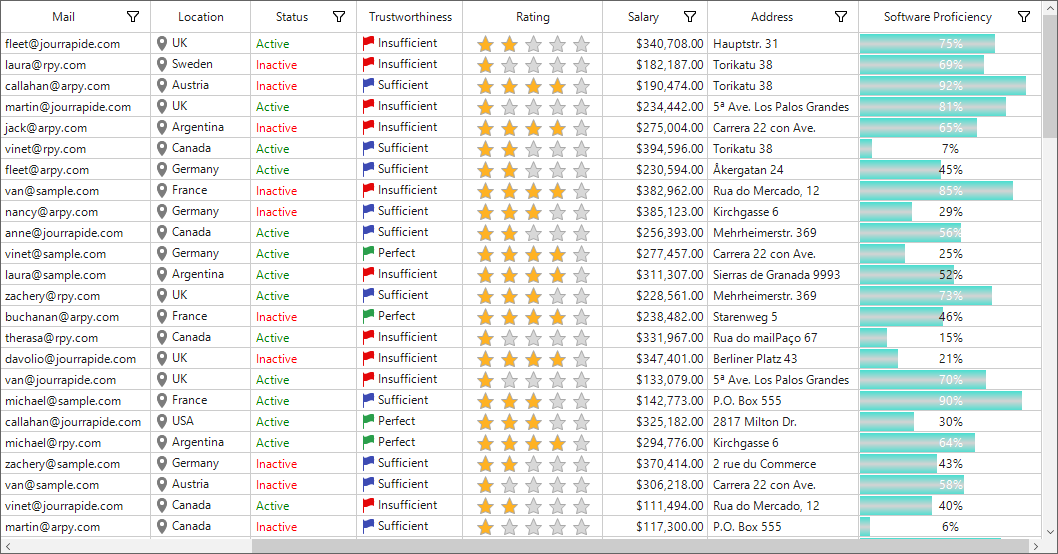 Mail Location Status Trustworthiness Rating Salary Address Software Proficiency
fleet@jourrapide.com UK Active Insufficient $340,708.00 Hauptstr. 31 75%
laura@rpy.com Sweden Inactive Insufficient $182,187.00 Torikatu 38 69%
callahan@arpy.com Austria Inactive Sufficient $190,474.00 Torikatu 38 92%
martin@jourrapide.com UK Active Insufficient $234,442.00 5ª Ave. Los Palos Grandes 81%
jack@arpy.com Argentina Inactive Insufficient $275,004.00 Carrera 22 con Ave. 65%
vinet@rpy.com Canada Active Sufficient $394,596.00 Torikatu 38 7%
fleet@arpy.com Germany Active Sufficient $230,594.00 Åkergatan 24 45%
van@sample.com France Inactive Insufficient $382,962.00 Rua do Mercado, 12 85%
nancy@arpy.com Germany Inactive Sufficient $385,123.00 Kirchgasse 6 29%
anne@jourrapide.com Canada Active Sufficient $256,393.00 Mehrheimerstr. 369 56%
vinet@sample.com Germany Active Perfect $277,457.00 Carrera 22 con Ave. 25%
laura@sample.com Argentina Active Insufficient $311,307.00 Sierras de Granada 9993 52%
zachery@rpy.com UK Active Sufficient $228,561.00 Mehrheimerstr. 369 73%
buchanan@arpy.com France Inactive Perfect $238,482.00 Starenweg 5 46%
therasa@rpy.com Canada Active Insufficient $331,967.00 Rua do mailPaço 67 15%
davolio@jourrapide.com UK Inactive Insufficient $347,401.00 Berliner Platz 43 21%
van@jourrapide.com UK Active Insufficient $133,079.00 5ª Ave. Los Palos Grandes 70%
michael@sample.com France Active Sufficient $142,773.00 P.O. Box 555 90%
callahan@jourrapide.com USA Active Perfect $325,182.00 2817 Milton Dr. 30%
michael@rpy.com Argentina Active Perfect $294,776.00 Kirchgasse 6 64%
zachery@sample.com Germany Inactive Sufficient $370,414.00 2 rue du Commerce 43%
van@sample.com Austria Inactive Sufficient $306,218.00 Carrera 22 con Ave. 58%
vinet@jourrapide.com Canada Active Insufficient $111,494.00 Rua do Mercado, 12 40%
martin@arpy.com Canada Inactive Sufficient $117,300.00 P.O. Box 555 6%